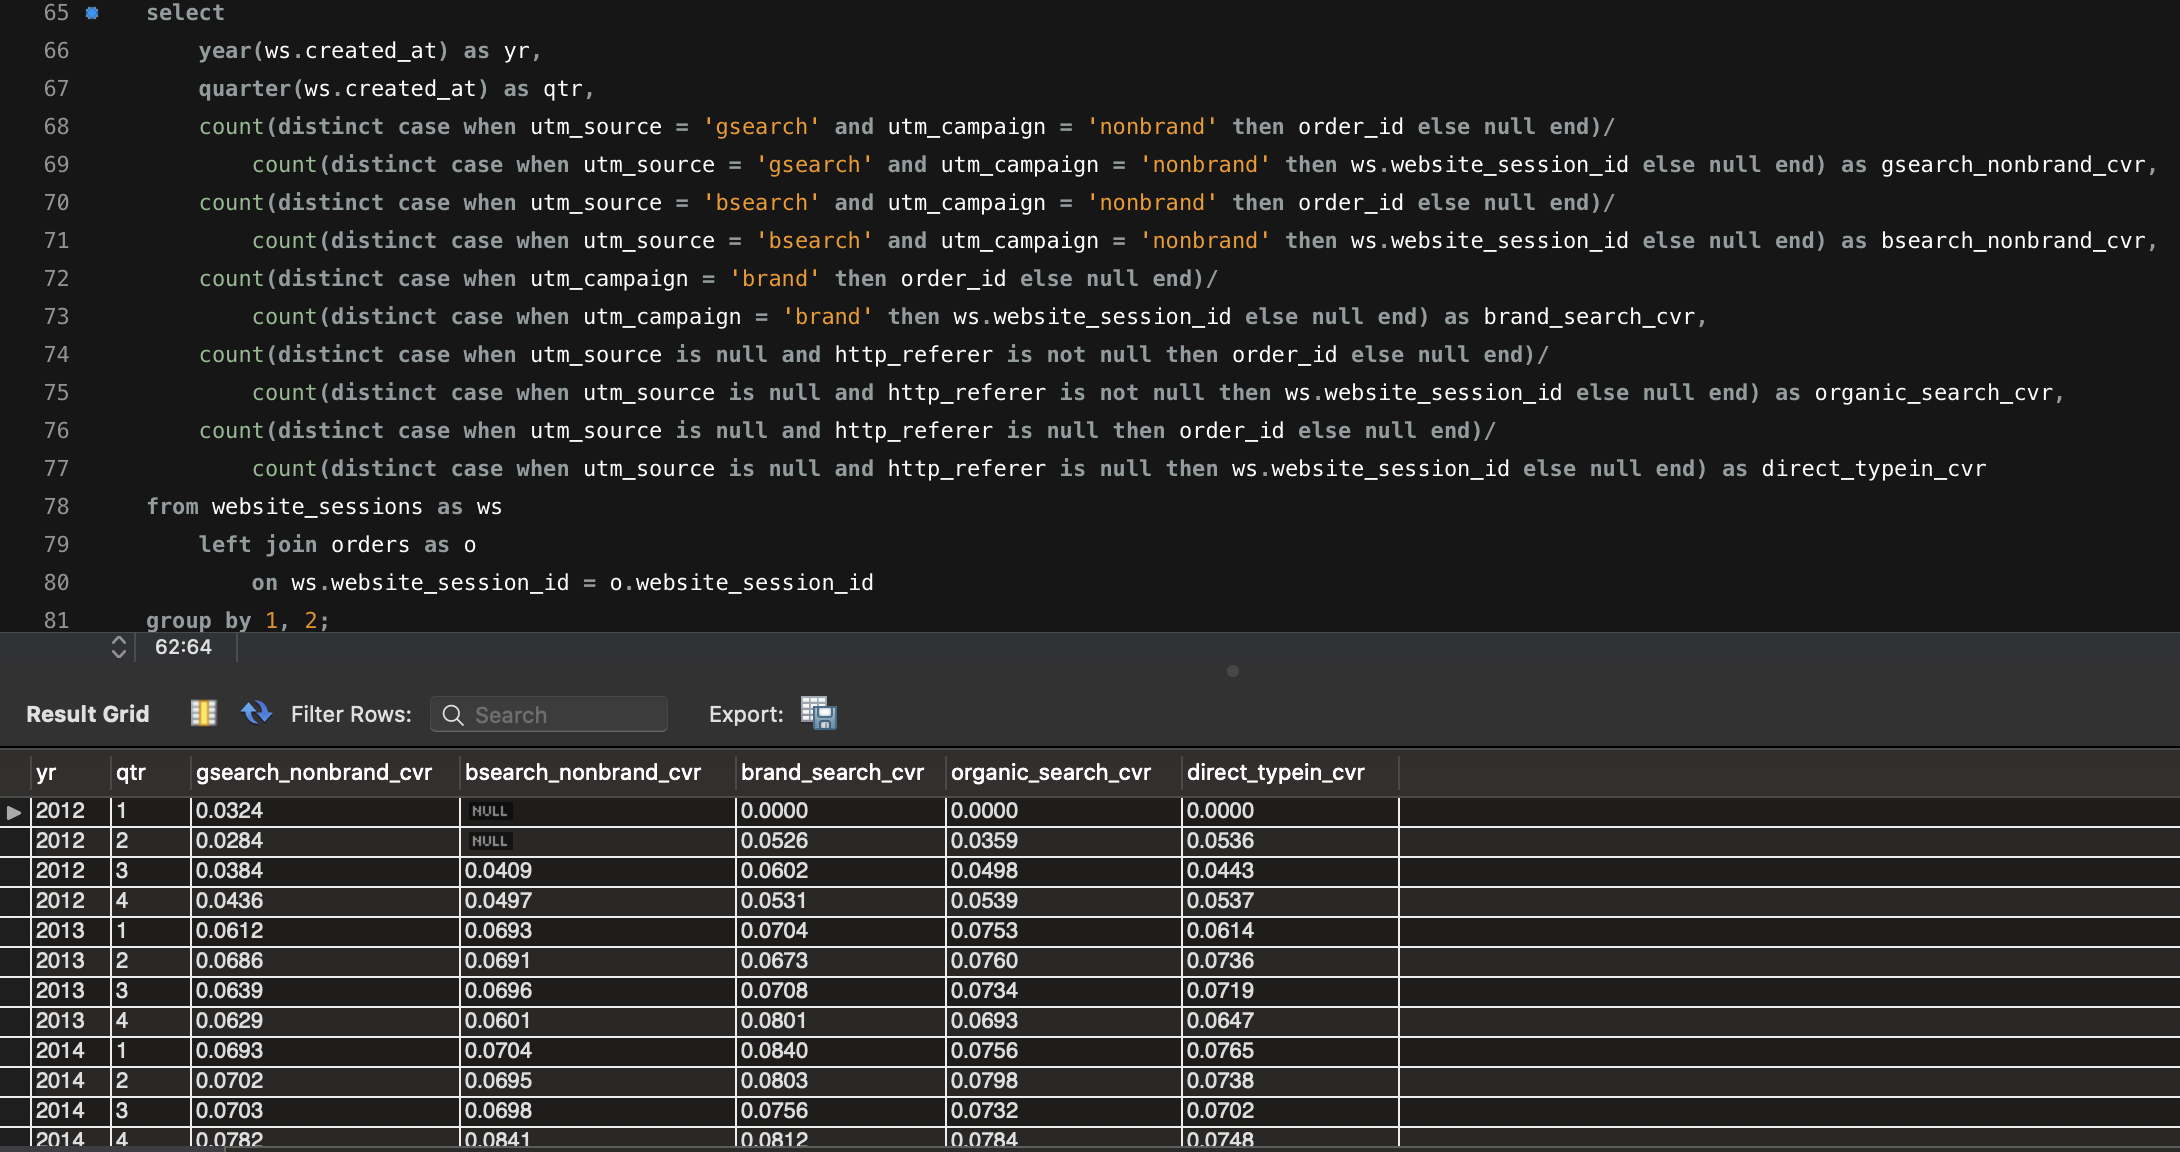 65 select
66 year(ws.created_at) as yr,
67 quarter(ws.created_at) as qtr,
68 count(distinct case when utm_source = 'gsearch' and utm_campaign = 'nonbrand' then order_id else null end)/
69 count(distinct case when utm_source = 'gsearch' and utm_campaign = 'nonbrand' then ws.website_session_id else null end) as gsearch_nonbrand_cvr,
70 count(distinct case when utm_source = 'bsearch' and utm_campaign = 'nonbrand' then order_id else null end)/
71 count(distinct case when utm_source = 'bsearch' and utm_campaign = 'nonbrand' then ws.website_session_id else null end) as bsearch_nonbrand_cvr,
72 count(distinct case when utm_campaign = 'brand' then order_id else null end)/
73 count(distinct case when utm_campaign = 'brand' then ws.website_session_id else null end) as brand_search_cvr,
74 count(distinct case when utm_source is null and http_referer is not null then order_id else null end)/
75 count(distinct case when utm_source is null and http_referer is not null then ws.website_session_id else null end) as organic_search_cvr,
76 count(distinct case when utm_source is null and http_referer is null then order_id else null end)/
77 count(distinct case when utm_source is null and http_referer is null then ws.website_session_id else null end) as direct_typein_cvr
78 from website_sessions as ws
79 left join orders as o
80 on ws.website_session_id = o.website_session_id
81 group by 1, 2;
62:64
Result Grid Filter Rows: Search Export:
yr qtr gsearch_nonbrand_cvr bsearch_nonbrand_cvr brand_search_cvr organic_search_cvr direct_typein_cvr
2012 1 0.0324 NULL 0.0000 0.0000 0.0000
2012 2 0.0284 NULL 0.0526 0.0359 0.0536
2012 3 0.0384 0.0409 0.0602 0.0498 0.0443
2012 4 0.0436 0.0497 0.0531 0.0539 0.0537
2013 1 0.0612 0.0693 0.0704 0.0753 0.0614
2013 2 0.0686 0.0691 0.0673 0.0760 0.0736
2013 3 0.0639 0.0696 0.0708 0.0734 0.0719
2013 4 0.0629 0.0601 0.0801 0.0693 0.0647
2014 1 0.0693 0.0704 0.0840 0.0756 0.0765
2014 2 0.0702 0.0695 0.0803 0.0798 0.0738
2014 3 0.0703 0.0698 0.0756 0.0732 0.0702
2014 4 0.0782 0.0841 0.0812 0.0784 0.0748